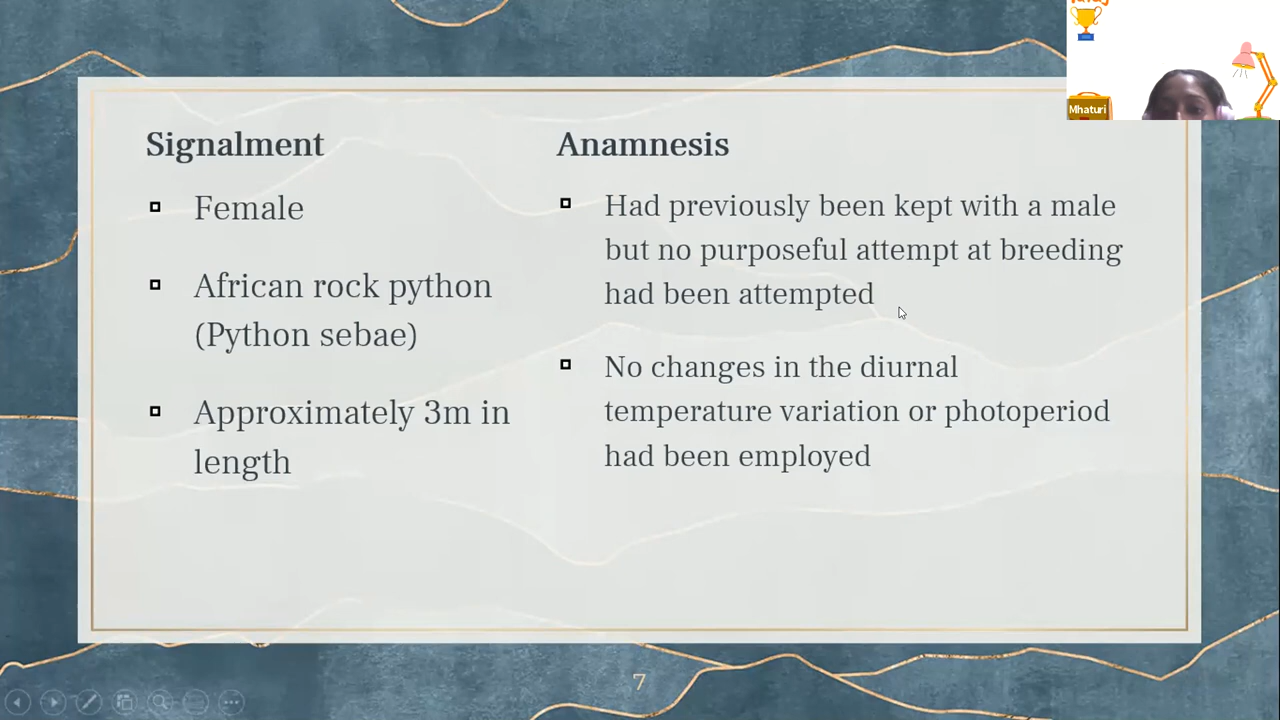 Signalment
Female
African rock python
(Python sebae)
Approximately 3m in
length
Anamnesis
Had previously been kept with a male
but no purposeful attempt at breeding
had been attempted
No changes in the diurnal
temperature variation or photoperiod
had been employed
Mhaturi
7